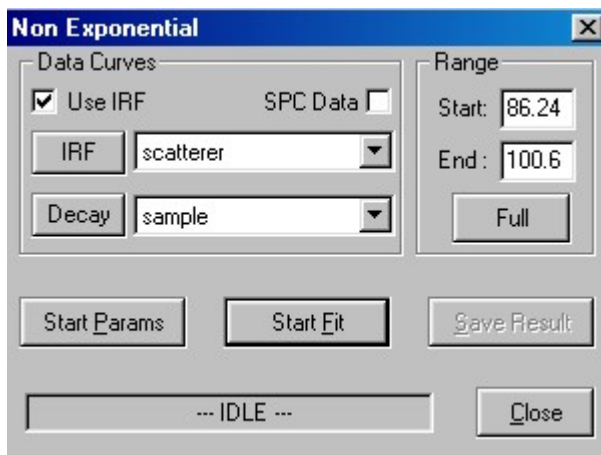 Non Exponential
Data Curves
Use IRF
SPC Data
IRF
scatterer
Decay
sample
Range
Start: 86.24
End : 100.6
Full
Start Params
Start Fit
Save Result
--- IDLE ---
Close